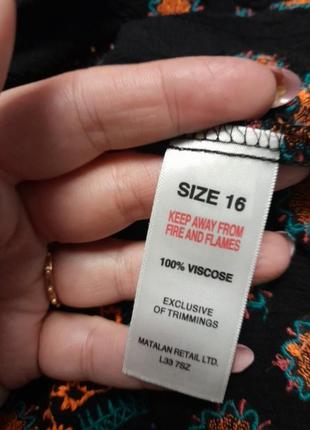 SIZE 16
KEEP AWAY FROM
FIRE AND FLAMES
100% VISCOSE
EXCLUSIVE
OF TRIMMINGS
MATALAN RETAIL LTD.
L33 7SZ